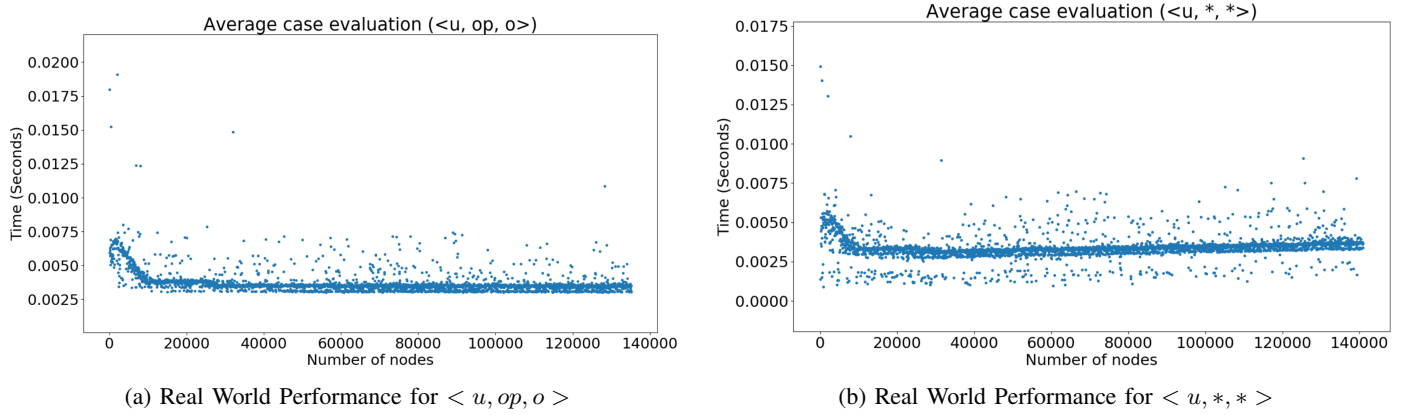 Average case evaluation (<u, op, o>)
0.0200
0.0175
0.0150
0.0125
0.0100
0.0075
0.0050
0.0025
Time (Seconds)
0 20000 40000 60000 80000 100000 120000 140000
Number of nodes
(a) Real World Performance for < u, op, o >
Average case evaluation (<u, *, *>)
0.0175
0.0150
0.0125
0.0100
0.0075
0.0050
0.0025
0.0000
Time (Seconds)
0 20000 40000 60000 80000 100000 120000 140000
Number of nodes
(b) Real World Performance for < u, *, * >